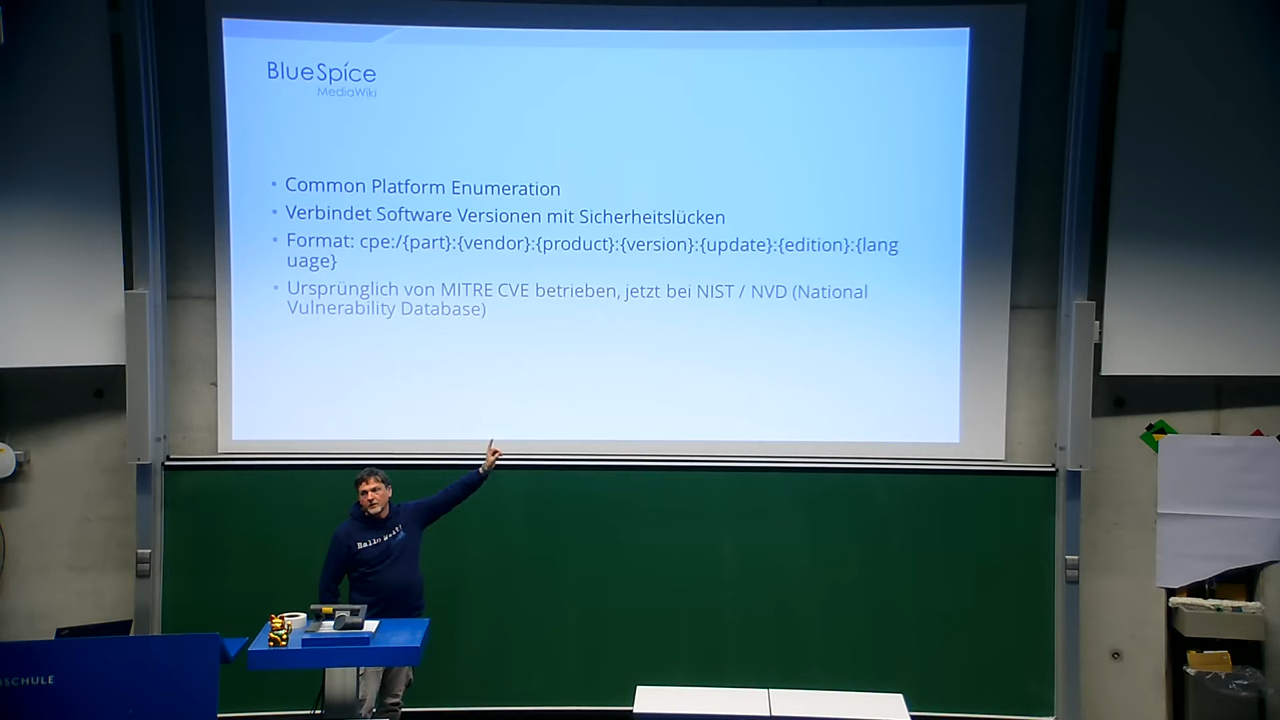 BlueSpice
MediaWiki
• Common Platform Enumeration
• Verbindet Software Versionen mit Sicherheitslücken
• Format: cpe:/{part}:{vendor}:{product}:{version}:{update}:{edition}:{lang
uage}
• Ursprünglich von MITRE CVE betrieben, jetzt bei NIST / NVD (National
Vulnerability Database)
Hallo Welt!
SCHULE